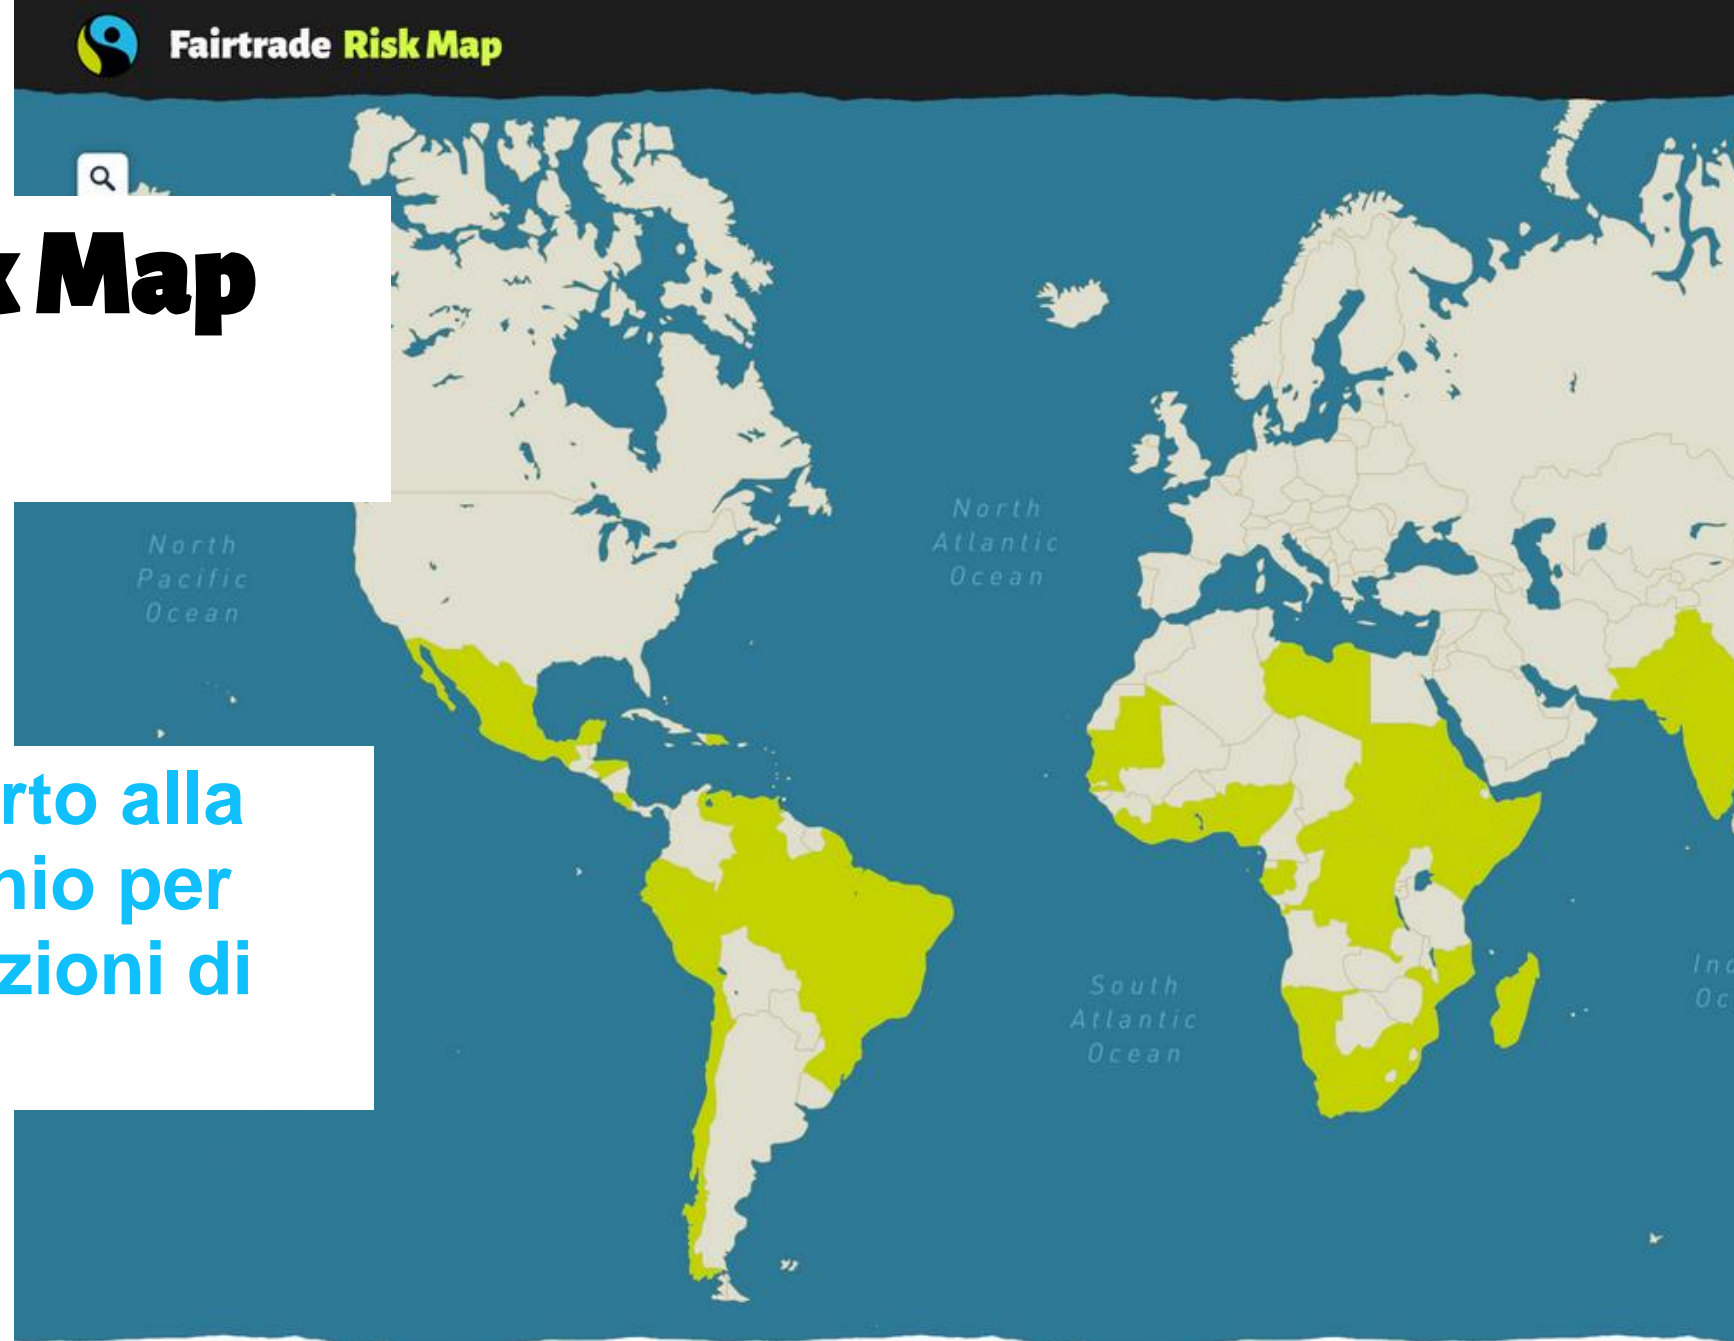 Fairtrade Risk Map
k Map
North
Pacific
Ocean
North
Atlantic
Ocean
rto alla
nio per
zioni di
South
Atlantic
Ocean
Ind
Oc